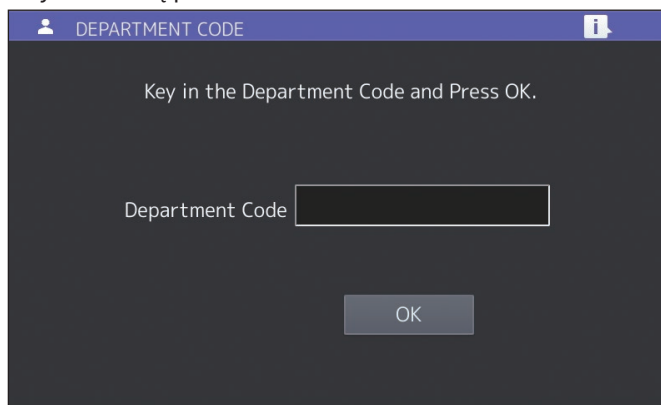 DEPARTMENT CODE
i
Key in the Department Code and Press OK.
Department Code
OK